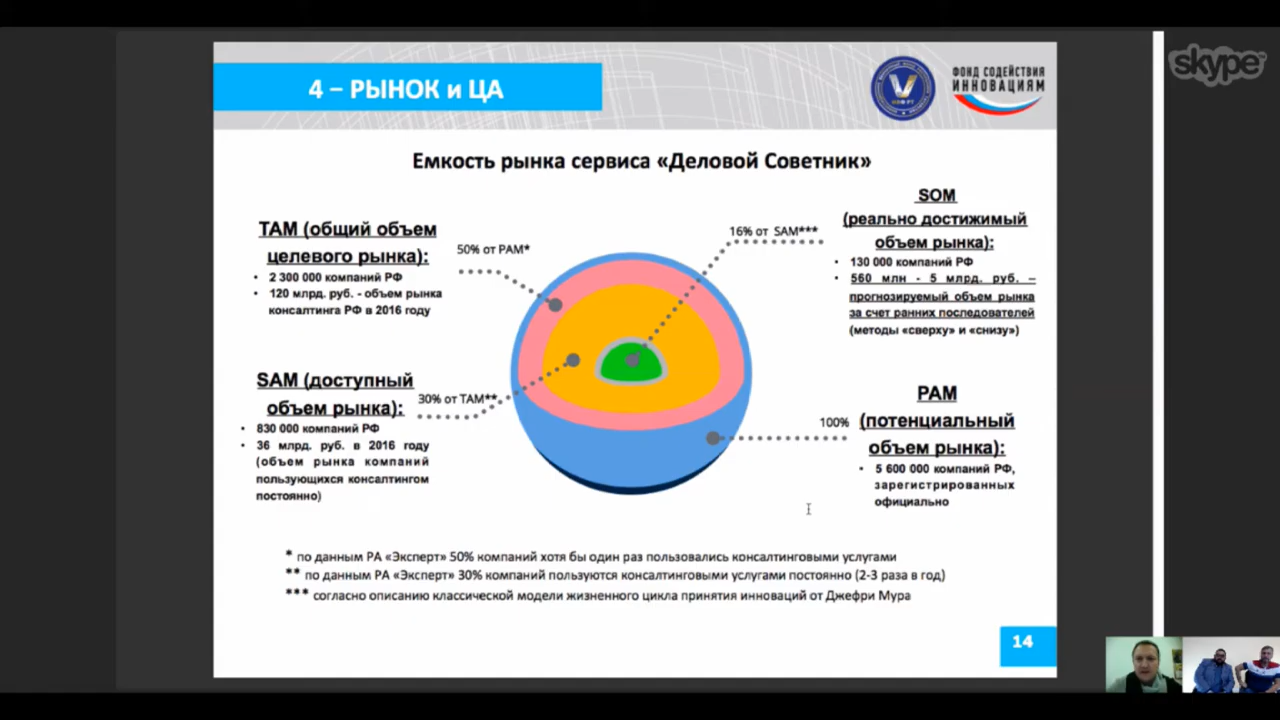 skype
4 – РЫНОК и ЦА
ФОНД СОДЕЙСТВИЯ
ИННОВАЦИЯМ
Емкость рынка сервиса «Деловой Советник»
TAM (общий объем
целевого рынка):
• 2 300 000 компаний РФ
• 120 млрд. руб. - объем рынка
консалтинга РФ в 2016 году
50% от PAM*
16% от SAM***
SOM
(реально достижимый
объем рынка):
• 130 000 компаний РФ
• 560 млн - 5 млрд. руб. –
прогнозируемый объем рынка
за счет ранних последователей
(методы «сверху» и «снизу»)
SAM (доступный
объем рынка):
• 830 000 компаний РФ
• 36 млрд. руб. в 2016 году
(объем рынка компаний
пользующихся консалтингом
постоянно)
30% от TAM**
100%
PAM
(потенциальный
объем рынка):
• 5 600 000 компаний РФ,
зарегистрированных
официально
* по данным РА «Эксперт» 50% компаний хотя бы один раз пользовались консалтинговыми услугами
** по данным РА «Эксперт» 30% компаний пользуются консалтинговыми услугами постоянно (2-3 раза в год)
*** согласно описанию классической модели жизненного цикла принятия инноваций от Джефри Мура
14